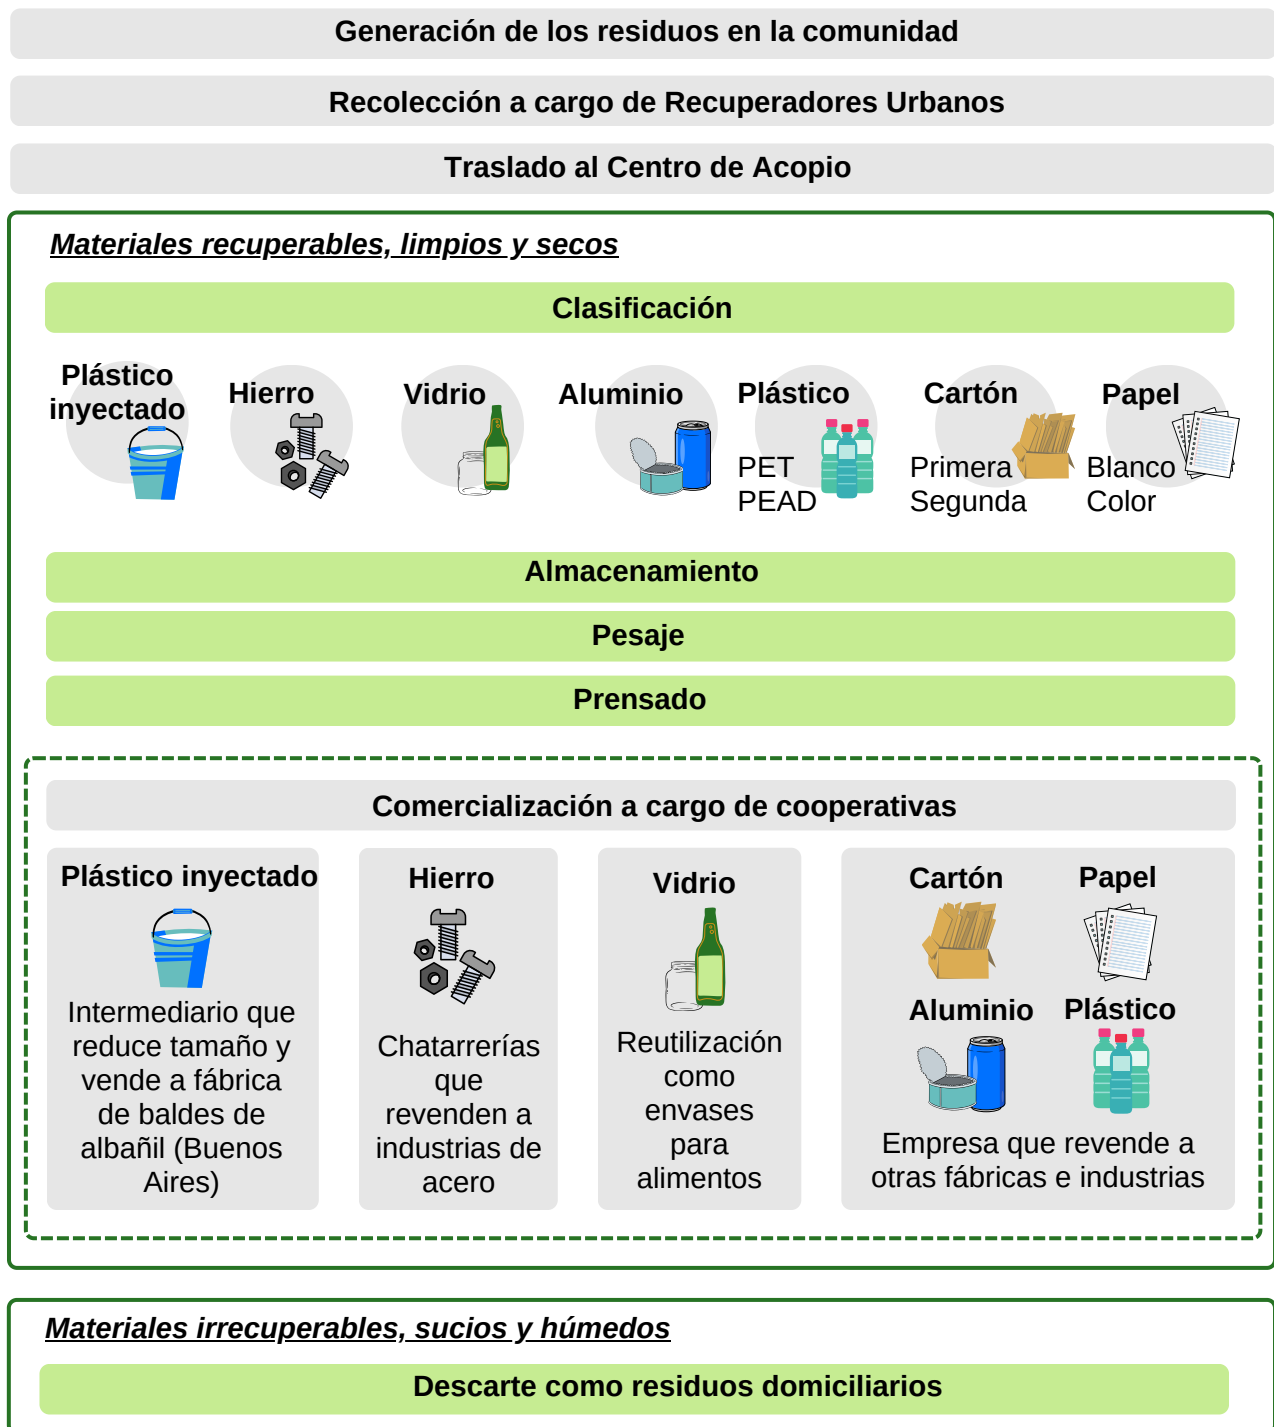 Generación de los residuos en la comunidad
Recolección a cargo de Recuperadores Urbanos
Traslado al Centro de Acopio
Materiales recuperables, limpios y secos
Clasificación
Plástico
inyectado
Hierro
Vidrio
Aluminio
Plástico
PET
PEAD
Cartón
Primera
Segunda
Papel
Blanco
Color
Almacenamiento
Pesaje
Prensado
Comercialización a cargo de cooperativas
Plástico inyectado
Intermediario que
reduce tamaño y
vende a fábrica
de baldes de
albañil (Buenos
Aires)
Hierro
Chatarrerías
que
revenden a
industrias de
acero
Vidrio
Reutilización
como
envases
para
alimentos
Cartón
Papel
Aluminio
Plástico
Empresa que revende a
otras fábricas e industrias
Materiales irrecuperables, sucios y húmedos
Descarte como residuos domiciliarios